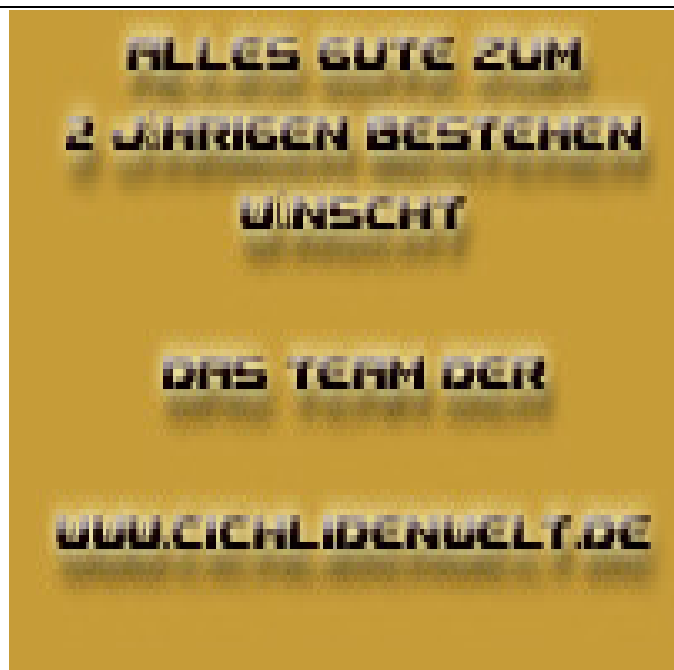 ALLES GUTE ZUM
2 JÄHRIGEN BESTEHEN
WÜNSCHT
DAS TEAM DER
WWW.CICHLIDENWELT.DE